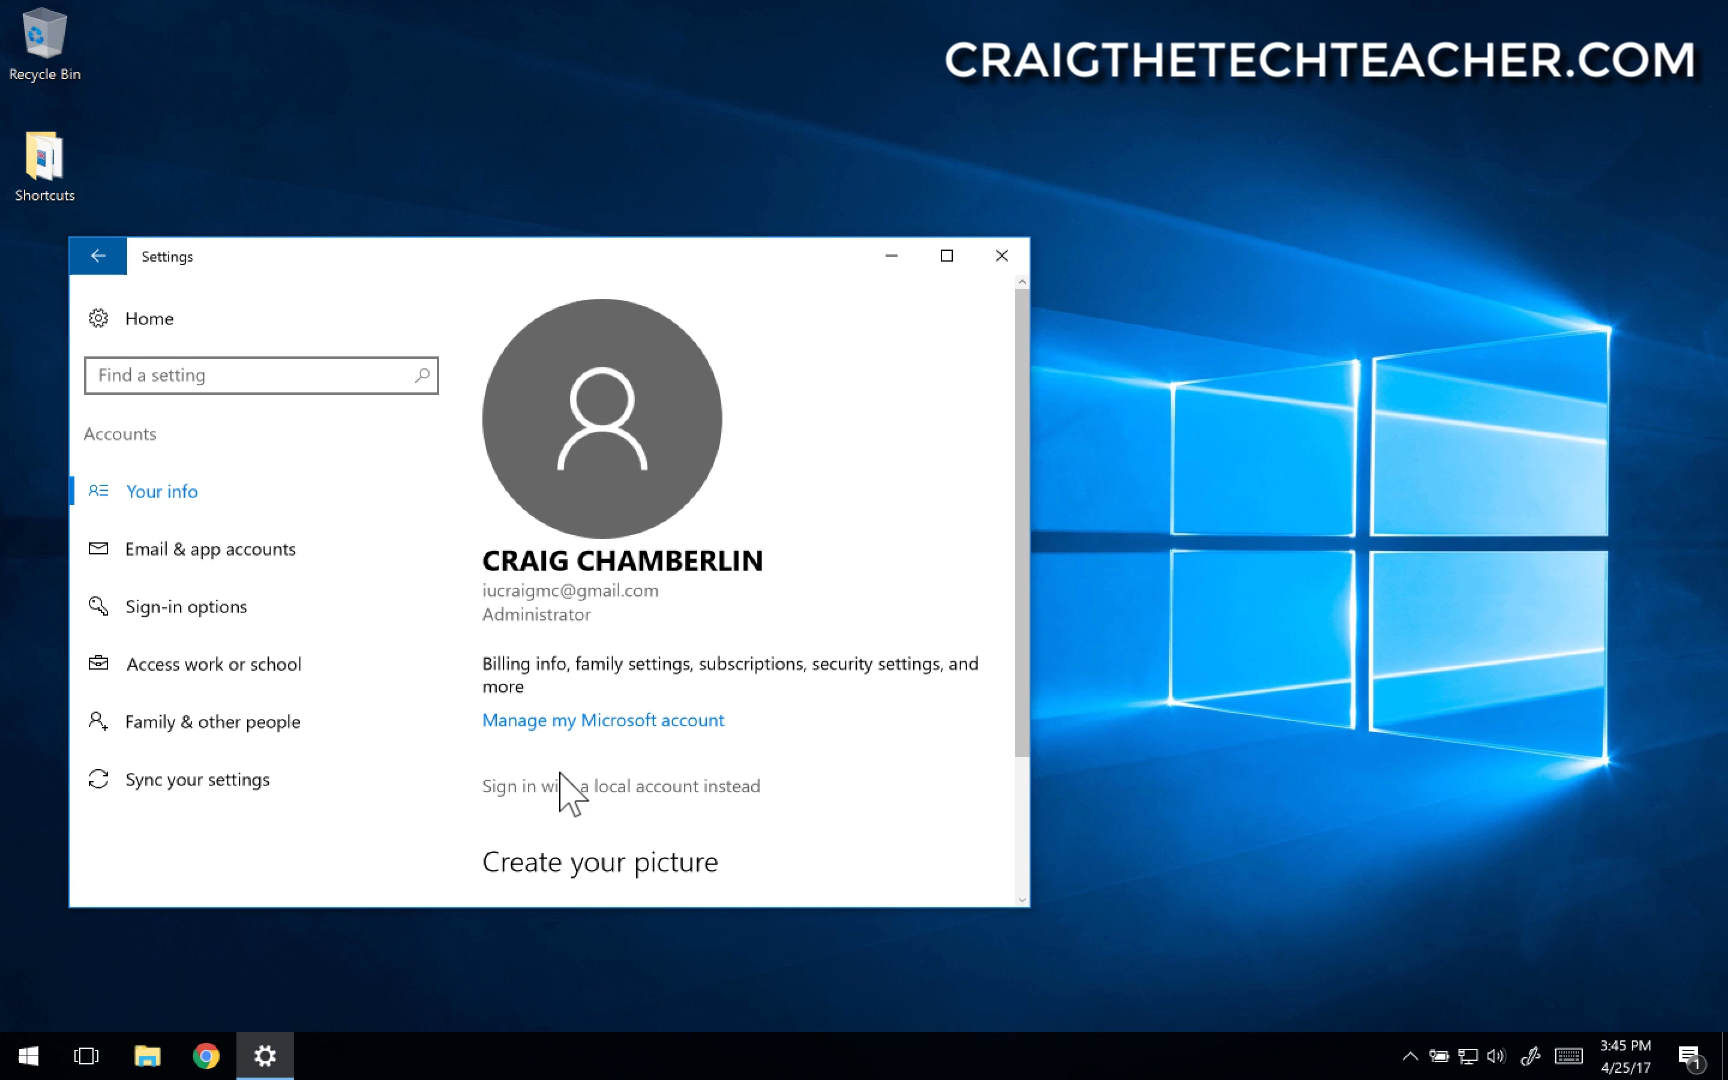 Recycle Bin
CRAIGTHETECHTEACHER.COM
Shortcuts
Settings
Home
Find a setting
Accounts
Your info
Email & app accounts
Sign-in options
Access work or school
Family & other people
Sync your settings
CRAIG CHAMBERLIN
iucraigmc@gmail.com
Administrator
Billing info, family settings, subscriptions, security settings, and
more
Manage my Microsoft account
Sign in wi a local account instead
Create your picture
3:45 PM
4/25/17
1